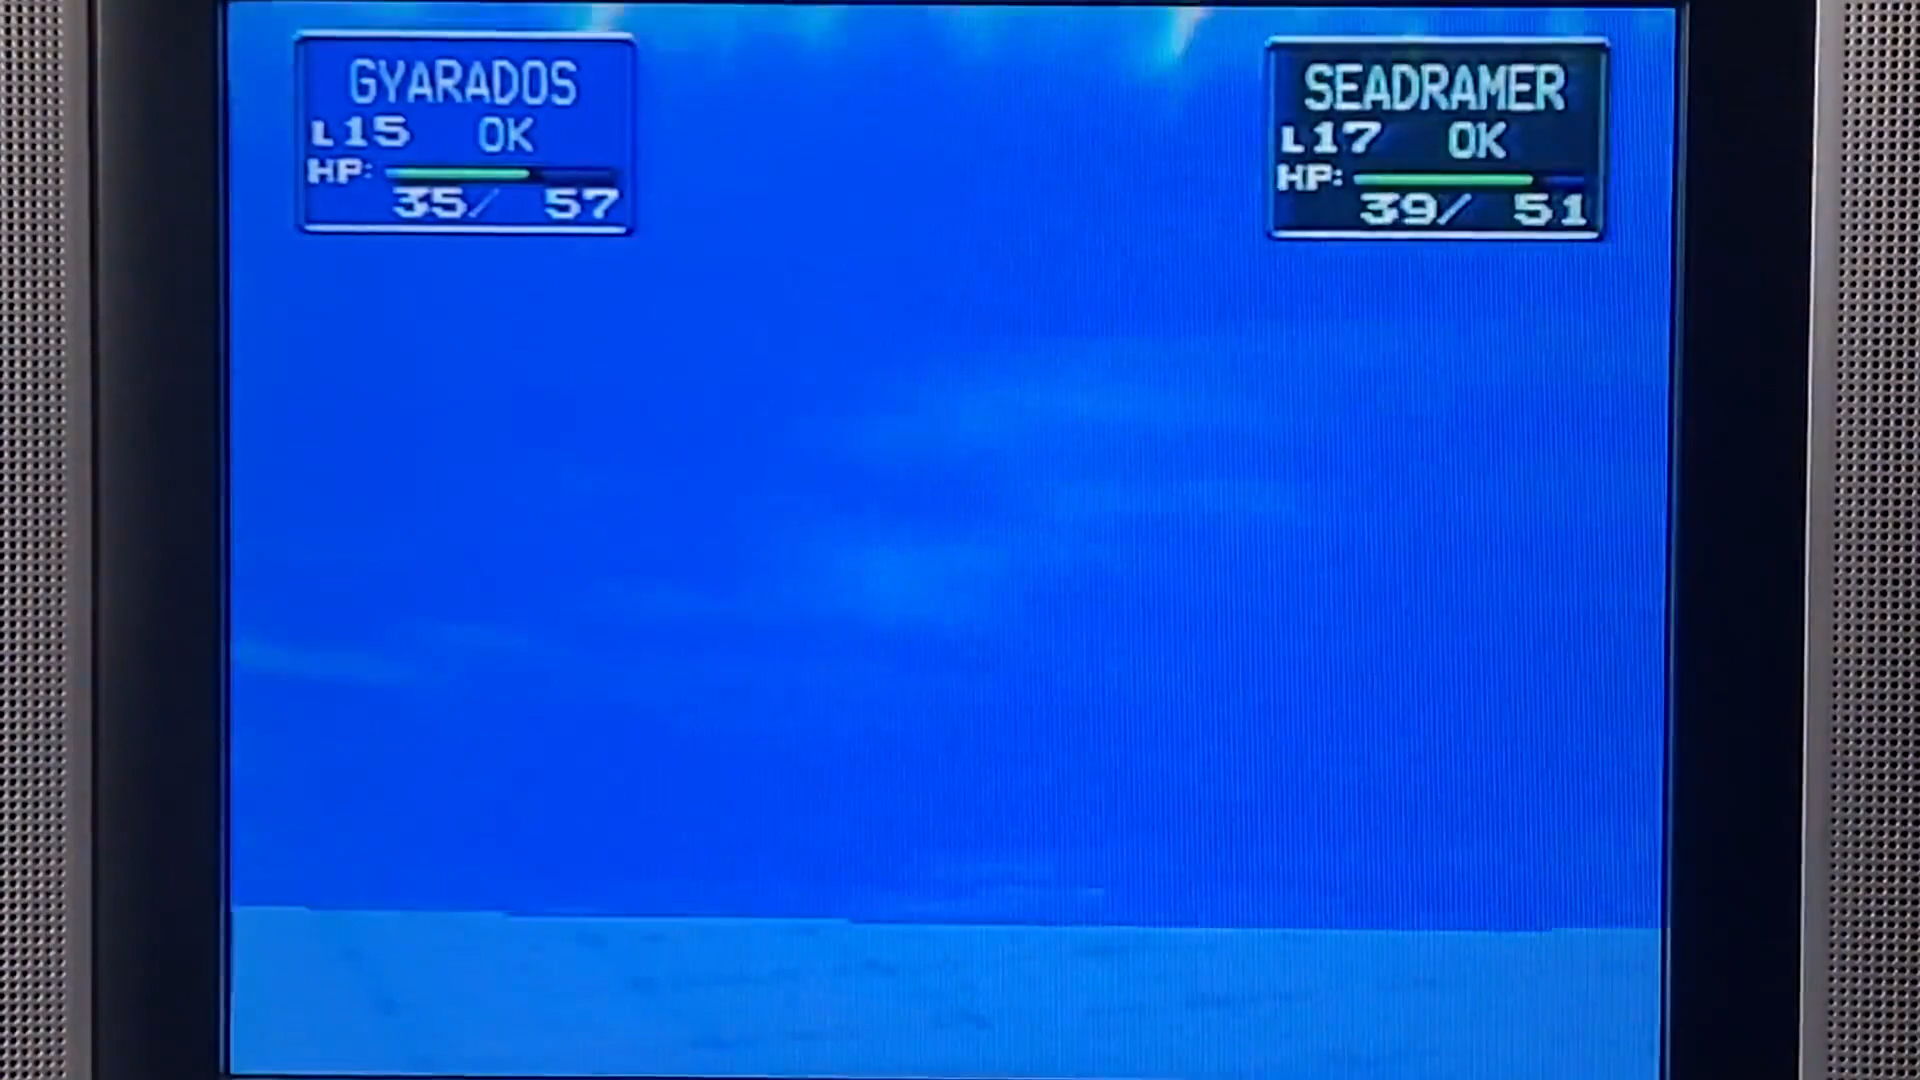 GYARADOS
L15 OK
HP:
35/ 57
SEADRAMER
L17 OK
HP:
39/ 51